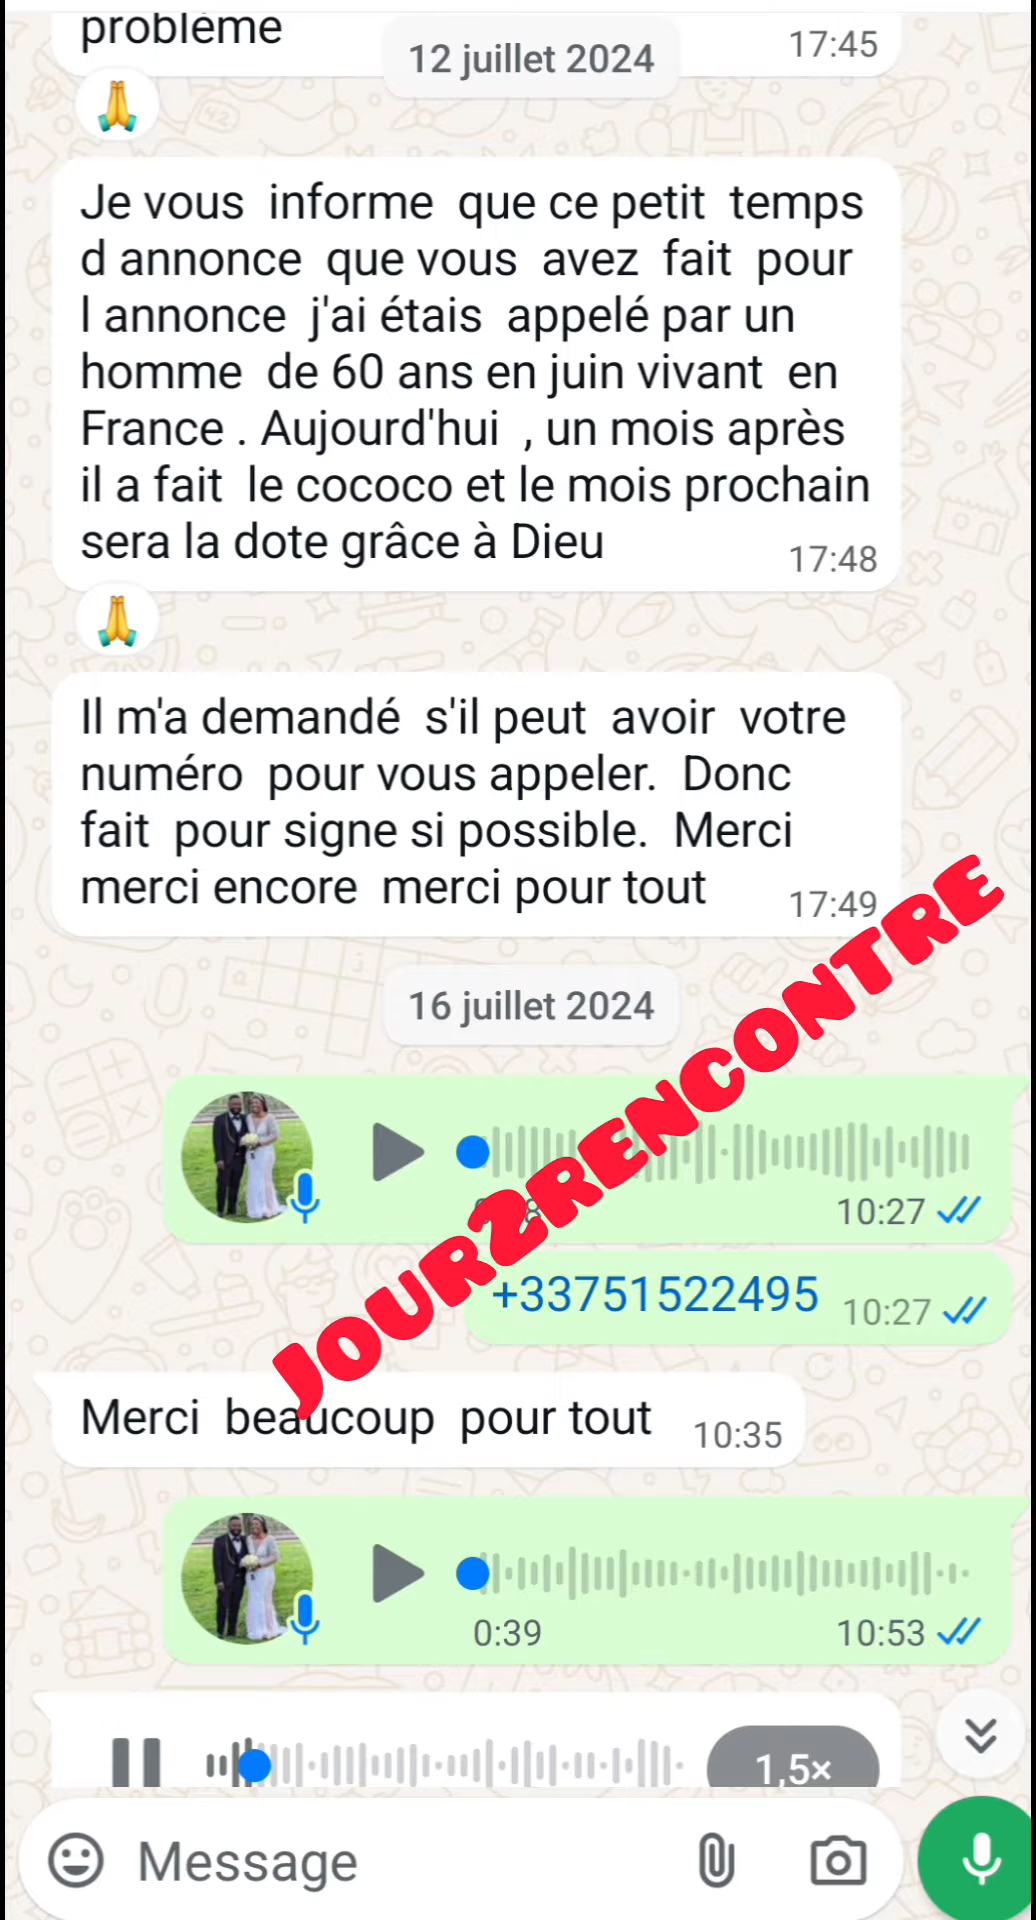 problème
17:45
12 juillet 2024
Je vous informe que ce petit temps
d annonce que vous avez fait pour
l annonce j'ai étais appelé par un
homme de 60 ans en juin vivant en
France . Aujourd'hui , un mois après
il a fait le cococo et le mois prochain
sera la dote grâce à Dieu
17:48
Il m'a demandé s'il peut avoir votre
numéro pour vous appeler. Donc
fait pour signe si possible. Merci
merci encore merci pour tout
17:49
16 juillet 2024
JOUR2RENCONTRE
10:27
+33751522495
10:27
Merci beaucoup pour tout
10:35
0:39
10:53
1,5×
Message